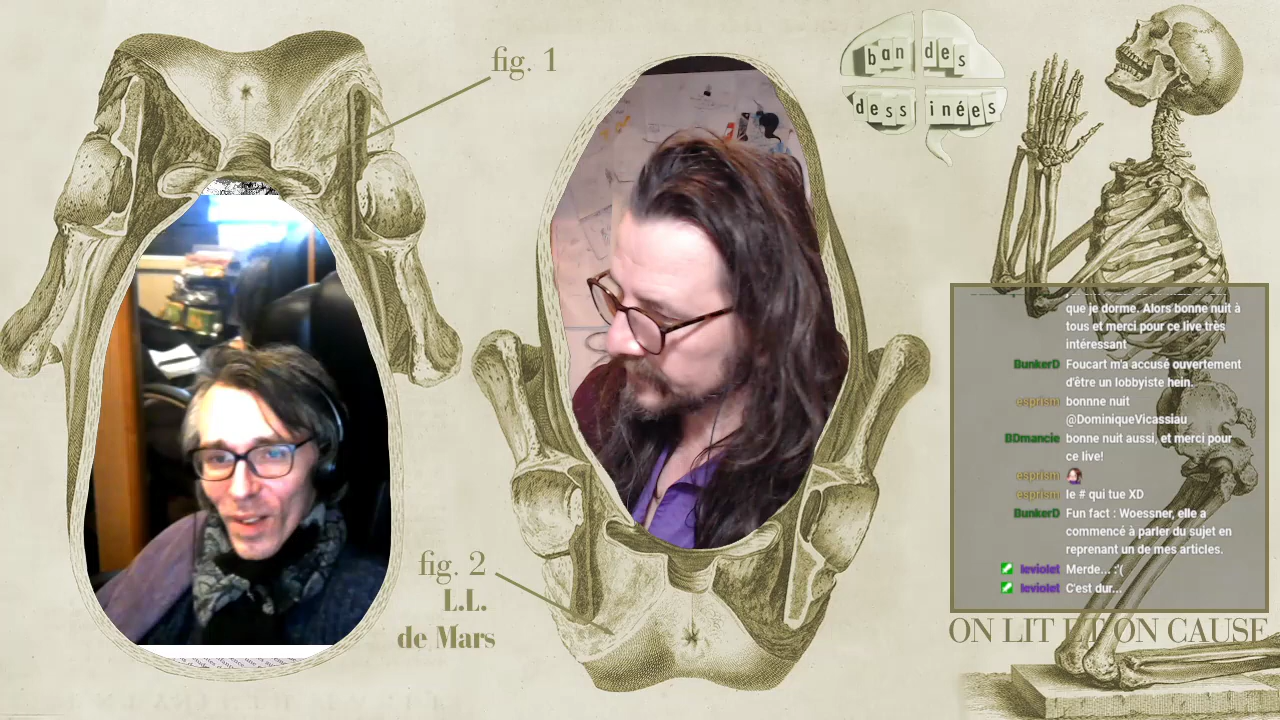 fig. 1
ban des
dess inées
que je dorme. Alors bonne nuit à
tous et merci pour ce live très
intéressant
BunkerD Foucart m'a accusé ouvertement
d'être un lobbyiste hein.
esprism bonnne nuit
@DominiqueVicassiau
BDmancie bonne nuit aussi, et merci pour
ce live!
esprism
esprism le # qui tue XD
BunkerD Fun fact : Woessner, elle a
commencé à parler du sujet en
reprenant un de mes articles.
leviolet Merde... :'(
leviolet C'est dur...
fig. 2
L.L.
de Mars
ON LIT ET ON CAUSE